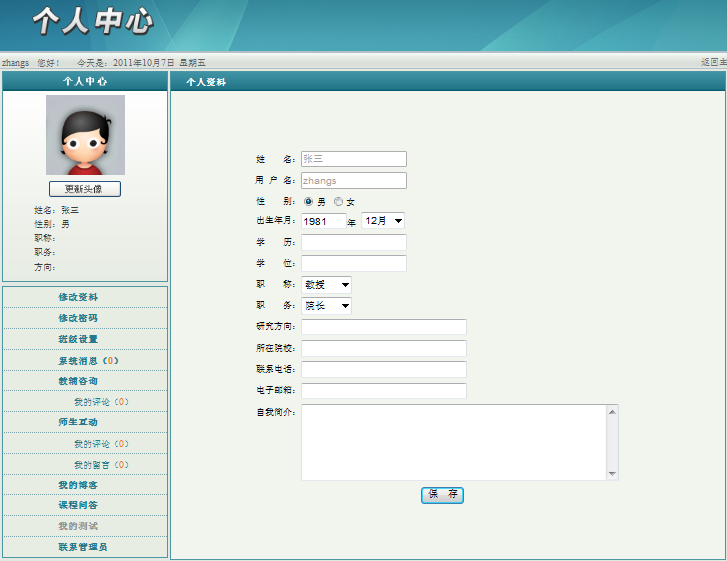 个人中心
zhangs 您好！ 今天是：2011年10月7日 星期五 返回主
个人中心
更新头像
姓名：张三
性别：男
职称：
职务：
方向：
修改资料
修改密码
班级设置
系统消息（0）
教辅咨询
我的评论（0）
师生互动
我的评论（0）
我的留言（0）
我的博客
课程问答
我的测试
联系管理员
个人资料
姓 名： 张三
用 户 名： zhangs
性 别： 男 女
出生年月： 1981 年 12月
学 历：
学 位：
职 称： 教授
职 务： 院长
研究方向：
所在院校：
联系电话：
电子邮箱：
自我简介：
保 存